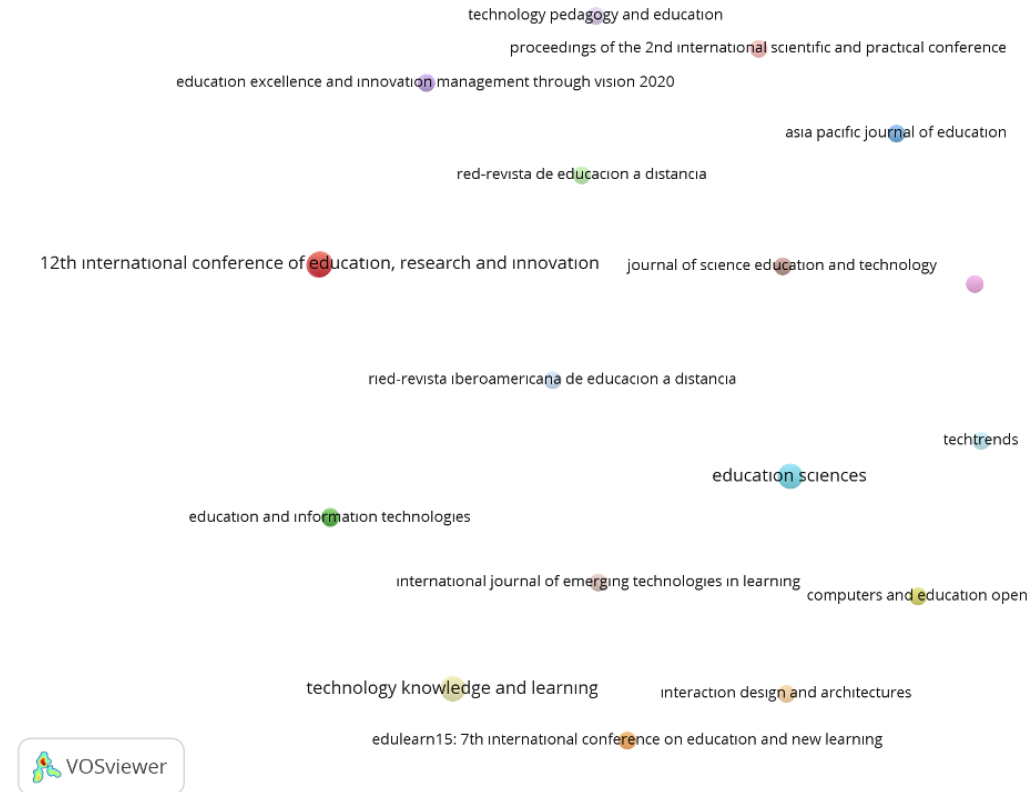 technology pedagogy and education
proceedings of the 2nd international scientific and practical conference
education excellence and innovation management through vision 2020
asia pacific journal of education
red-revista de educacion a distancia
12th international conference of education, research and innovation
journal of science education and technology
ried-revista iberoamericana de educacion a distancia
techtrends
education sciences
education and information technologies
international journal of emerging technologies in learning
computers and education open
technology knowledge and learning
interaction design and architectures
edulearn15: 7th international conference on education and new learning
VOSviewer